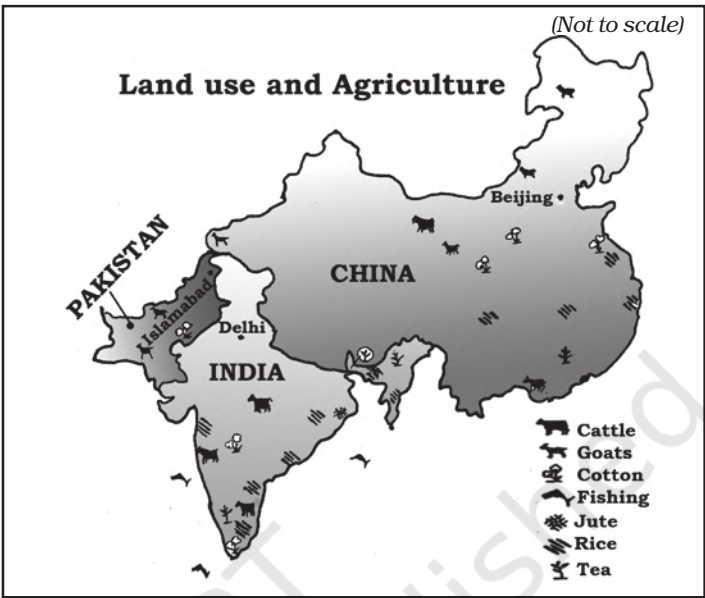 (Not to scale)
Land use and Agriculture
Beijing
PAKISTAN
Islamabad
CHINA
Delhi
INDIA
Cattle
Goats
Cotton
Fishing
Jute
Rice
Tea